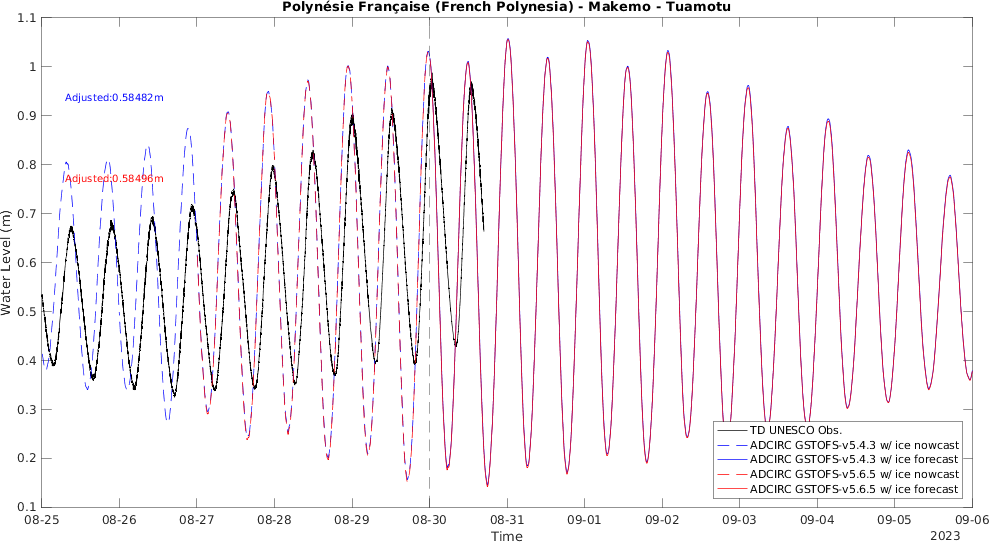 Polynésie Française (French Polynesia) - Makemo - Tuamotu
1.1
1
0.9
0.8
0.7
0.6
0.5
0.4
0.3
0.2
0.1
Water Level (m)
Adjusted:0.58482m
Adjusted:0.58496m
TD UNESCO Obs.
ADCIRC GSTOFS-v5.4.3 w/ ice nowcast
ADCIRC GSTOFS-v5.4.3 w/ ice forecast
ADCIRC GSTOFS-v5.6.5 w/ ice nowcast
ADCIRC GSTOFS-v5.6.5 w/ ice forecast
08-25 08-26 08-27 08-28 08-29 08-30 08-31 09-01 09-02 09-03 09-04 09-05 09-06
Time
2023